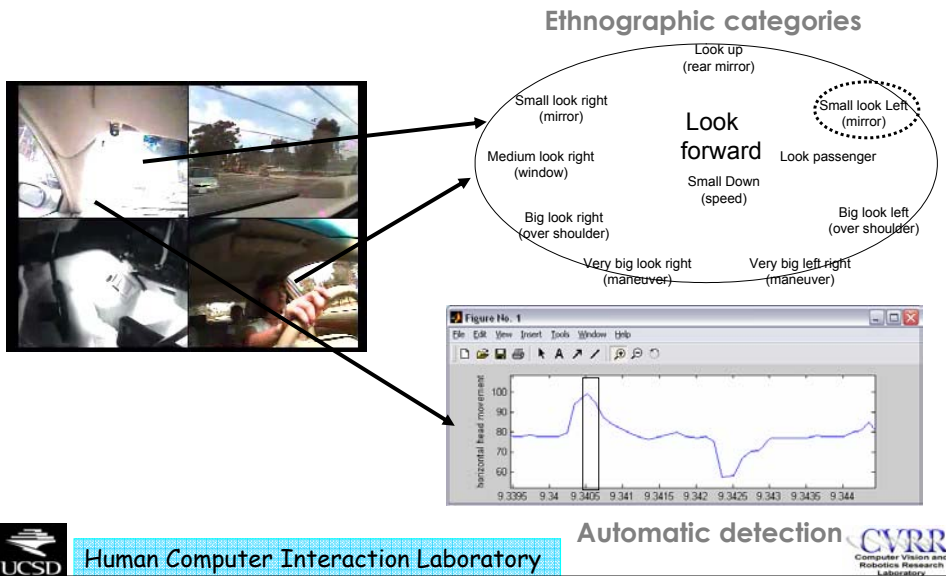 Ethnographic categories
Look up
(rear mirror)
Small look right
(mirror)
Small look Left
(mirror)
Look
forward
Medium look right
(window)
Look passenger
Small Down
(speed)
Big look right
(over shoulder)
Big look left
(over shoulder)
Very big look right
(maneuver)
Very big left right
(maneuver)
Figure No. 1
File Edit View Insert Tools Window Help
horizontal head movement
100
90
80
70
60
9.3395 9.34 9.3405 9.341 9.3415 9.342 9.3425 9.343 9.3435 9.344
Automatic detection
UCSD
Human Computer Interaction Laboratory
CVRR
Computer Vision and
Robotics Research
Laboratory